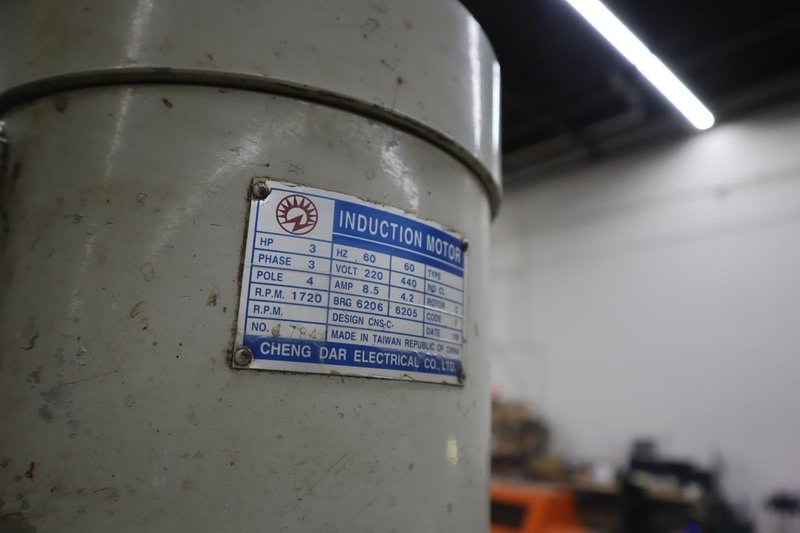 INDUCTION MOTOR
HP 3 HZ 60 60 TYPE
PHASE 3 VOLT 220 440 INS CL.
POLE 4 AMP 8.5 4.2 ROTOR
R.P.M. 1720 BRG 6206 6205 CODE
R.P.M. DESIGN CNS-C- DATE
NO. MADE IN TAIWAN REPUBLIC OF CHINA
CHENG DAR ELECTRICAL CO., LTD.